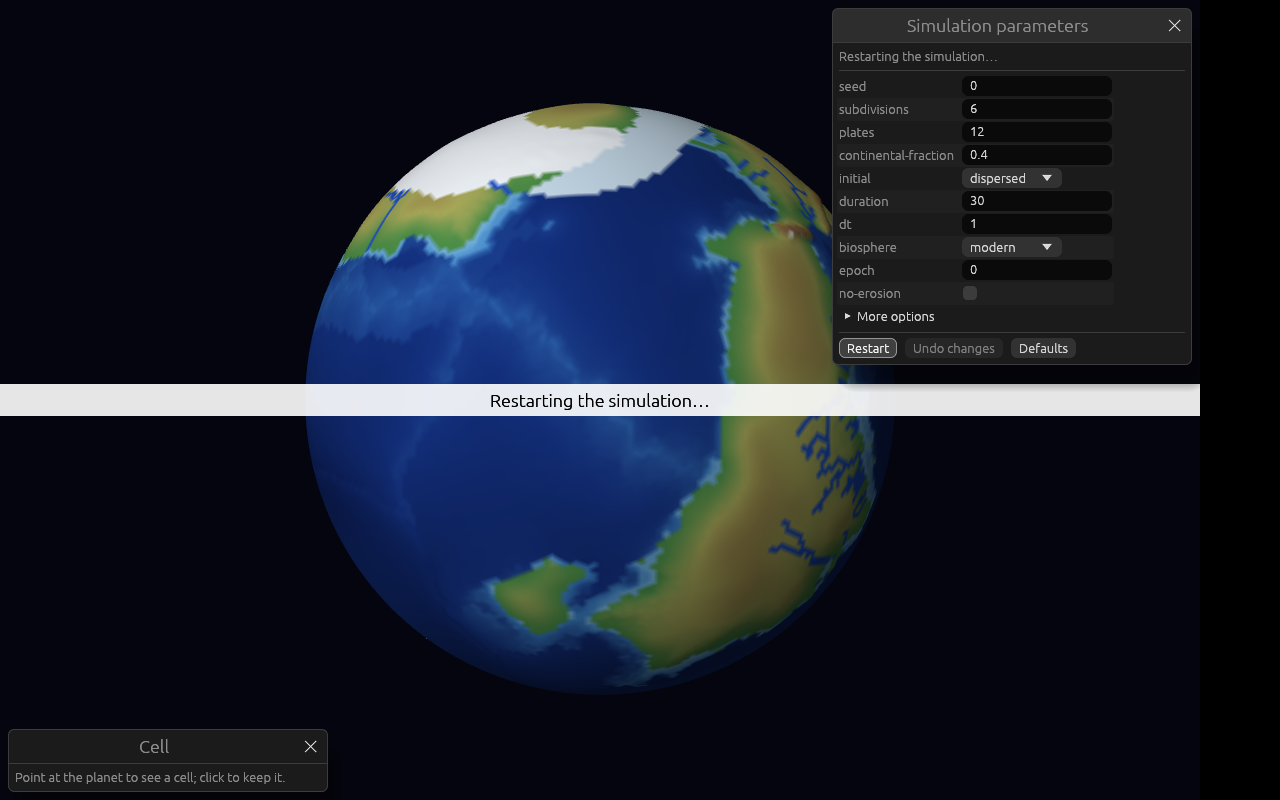 Simulation parameters
Restarting the simulation…
seed 0
subdivisions 6
plates 12
continental-fraction 0.4
initial dispersed
duration 30
dt 1
biosphere modern
epoch 0
no-erosion
More options
Restart Undo changes Defaults
Restarting the simulation…
Cell
Point at the planet to see a cell; click to keep it.